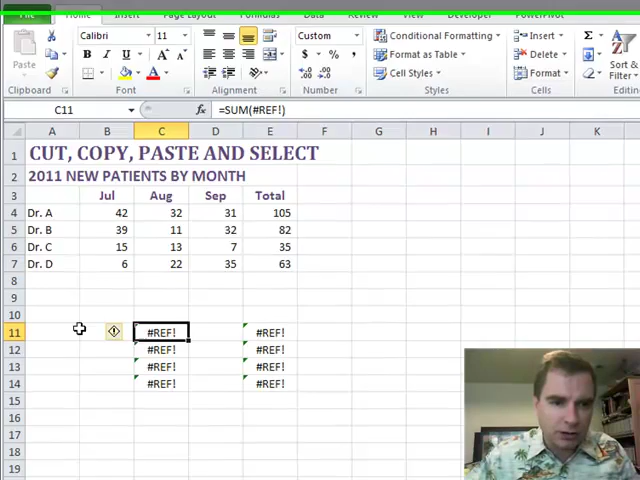 File Home Insert Page Layout Formulas Data Review View Developer PowerPivot
Calibri 11 Custom Conditional Formatting Insert Σ
Paste B I U $ % , Format as Table Delete Sort &
Cell Styles Format Filter
Clipboard Font Alignment Number Styles Cells
C11 fx =SUM(#REF!)
A B C D E F G H I J K
1 CUT, COPY, PASTE AND SELECT
2 2011 NEW PATIENTS BY MONTH
3 Jul Aug Sep Total
4 Dr. A 42 32 31 105
5 Dr. B 39 11 32 82
6 Dr. C 15 13 7 35
7 Dr. D 6 22 35 63
8
9
10
11 #REF! #REF!
12 #REF! #REF!
13 #REF! #REF!
14 #REF! #REF!
15
16
17
18
19